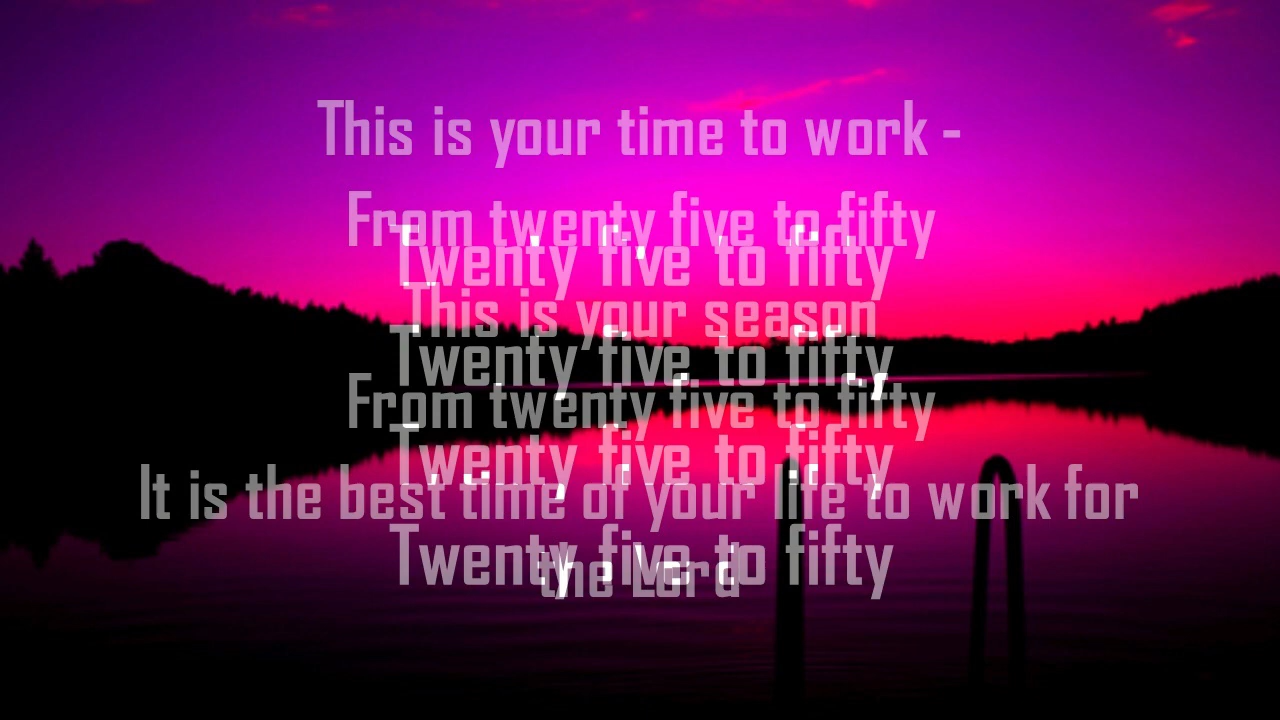 This is your time to work -
From twenty five to fifty
Twenty five to fifty
This is your season
Twenty five to fifty
From twenty five to fifty
Twenty five to fifty
It is the best time of your life to work for
Twenty five to fifty
the Lord